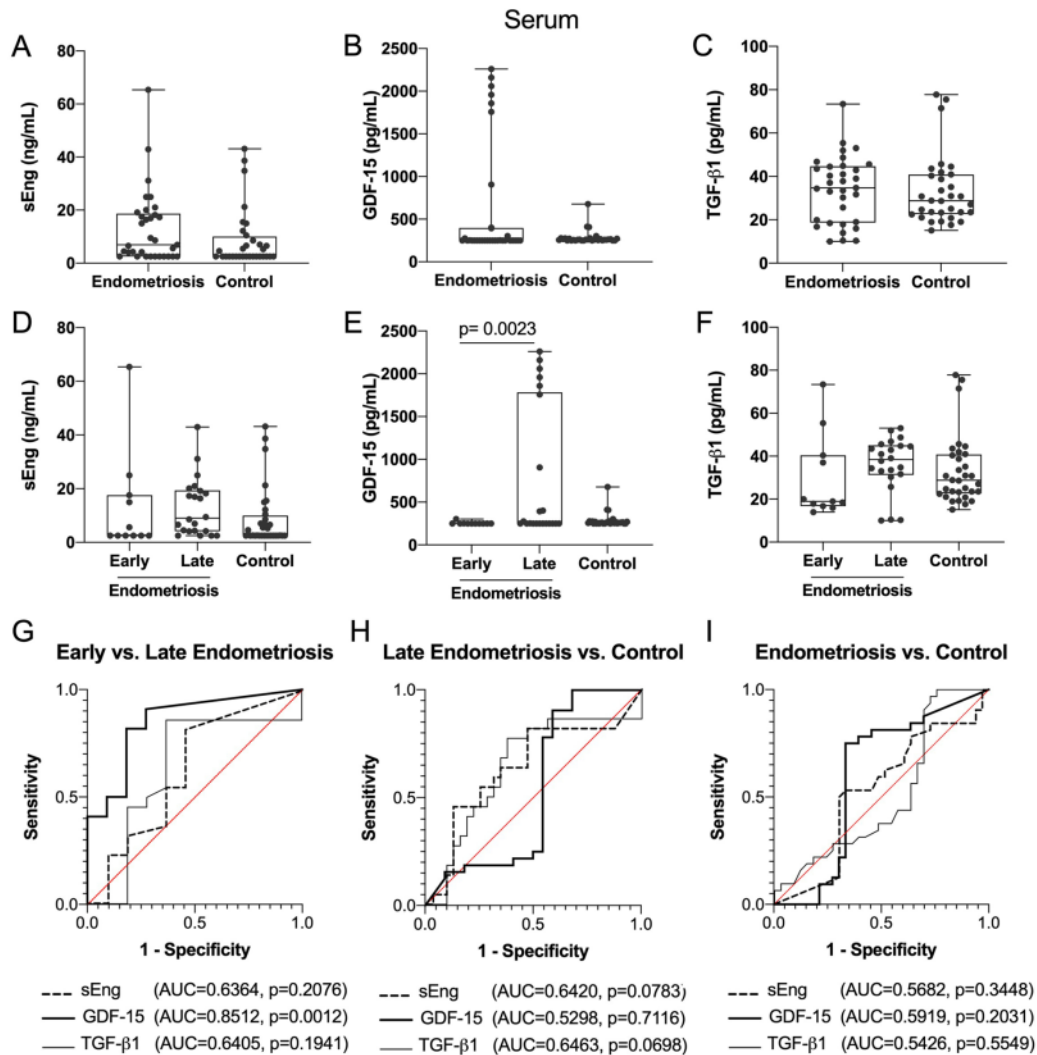 Serum
A
80
60
40
20
0
sEng (ng/mL)
Endometriosis Control
B
2500
2000
1500
1000
500
0
GDF-15 (pg/mL)
Endometriosis Control
C
100
80
60
40
20
0
TGF-β1 (pg/mL)
Endometriosis Control
D
80
60
40
20
0
sEng (ng/mL)
Early Late Control
Endometriosis
E
p= 0.0023
2500
2000
1500
1000
500
0
GDF-15 (pg/mL)
Early Late Control
Endometriosis
F
100
80
60
40
20
0
TGF-β1 (pg/mL)
Early Late Control
Endometriosis
G
Early vs. Late Endometriosis
1.0
0.5
0.0
Sensitivity
0.0 0.5 1.0
1 - Specificity
sEng (AUC=0.6364, p=0.2076)
GDF-15 (AUC=0.8512, p=0.0012)
TGF-β1 (AUC=0.6405, p=0.1941)
H
Late Endometriosis vs. Control
1.0
0.5
0.0
Sensitivity
0.0 0.5 1.0
1 - Specificity
sEng (AUC=0.6420, p=0.0783)
GDF-15 (AUC=0.5298, p=0.7116)
TGF-β1 (AUC=0.6463, p=0.0698)
I
Endometriosis vs. Control
1.0
0.5
0.0
Sensitivity
0.0 0.5 1.0
1 - Specificity
sEng (AUC=0.5682, p=0.3448)
GDF-15 (AUC=0.5919, p=0.2031)
TGF-β1 (AUC=0.5426, p=0.5549)